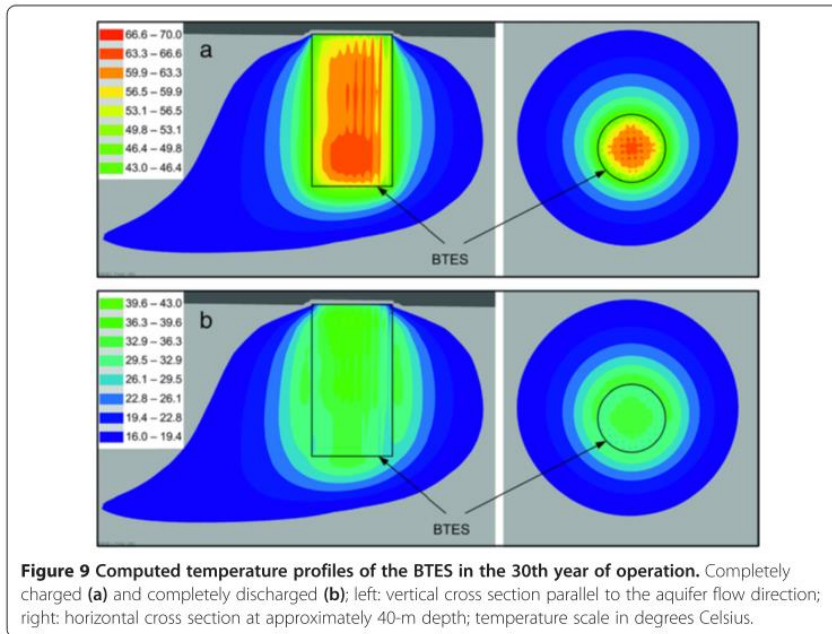 a
66.6 – 70.0
63.3 – 66.6
59.9 – 63.3
56.5 – 59.9
53.1 – 56.5
49.8 – 53.1
46.4 – 49.8
43.0 – 46.4
BTES
b
39.6 – 43.0
36.3 – 39.6
32.9 – 36.3
29.5 – 32.9
26.1 – 29.5
22.8 – 26.1
19.4 – 22.8
16.0 – 19.4
BTES
Figure 9 Computed temperature profiles of the BTES in the 30th year of operation. Completely
charged (a) and completely discharged (b); left: vertical cross section parallel to the aquifer flow direction;
right: horizontal cross section at approximately 40-m depth; temperature scale in degrees Celsius.